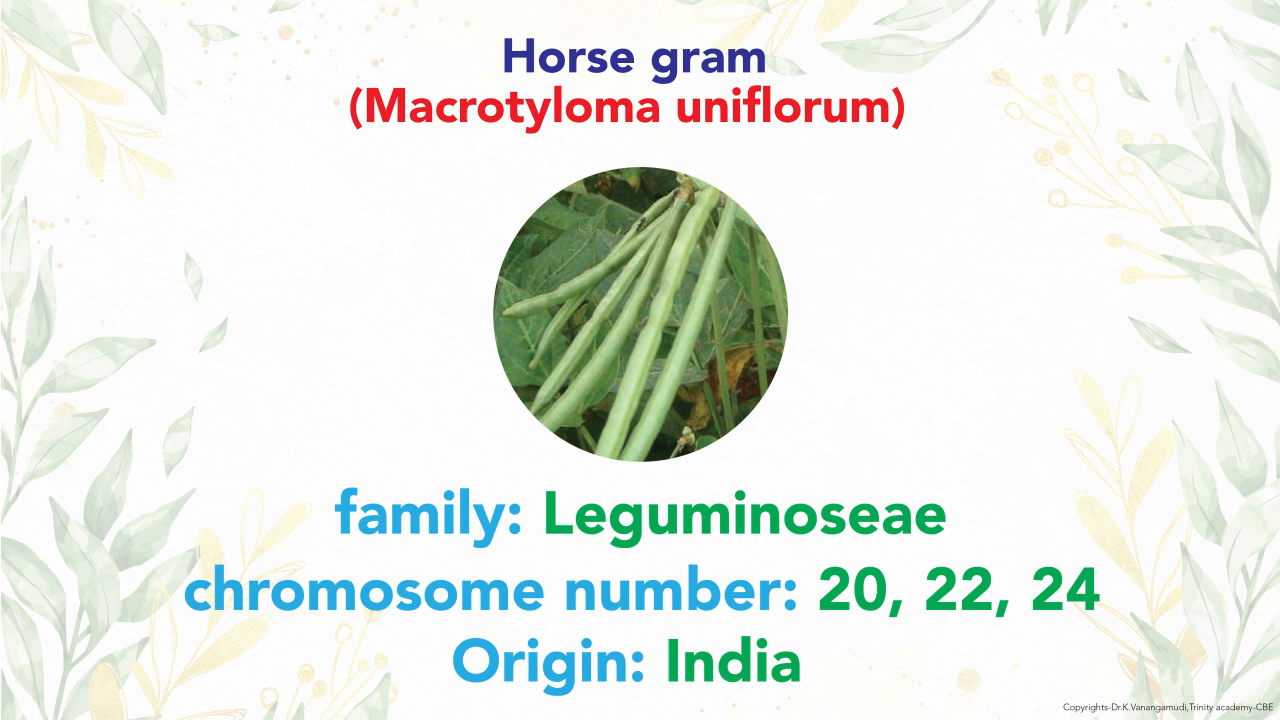 Horse gram
(Macrotyloma uniflorum)
family: Leguminoseae
chromosome number: 20, 22, 24
Origin: India
Copyrights-Dr.K.Vanangamudi,Trinity academy-CBE